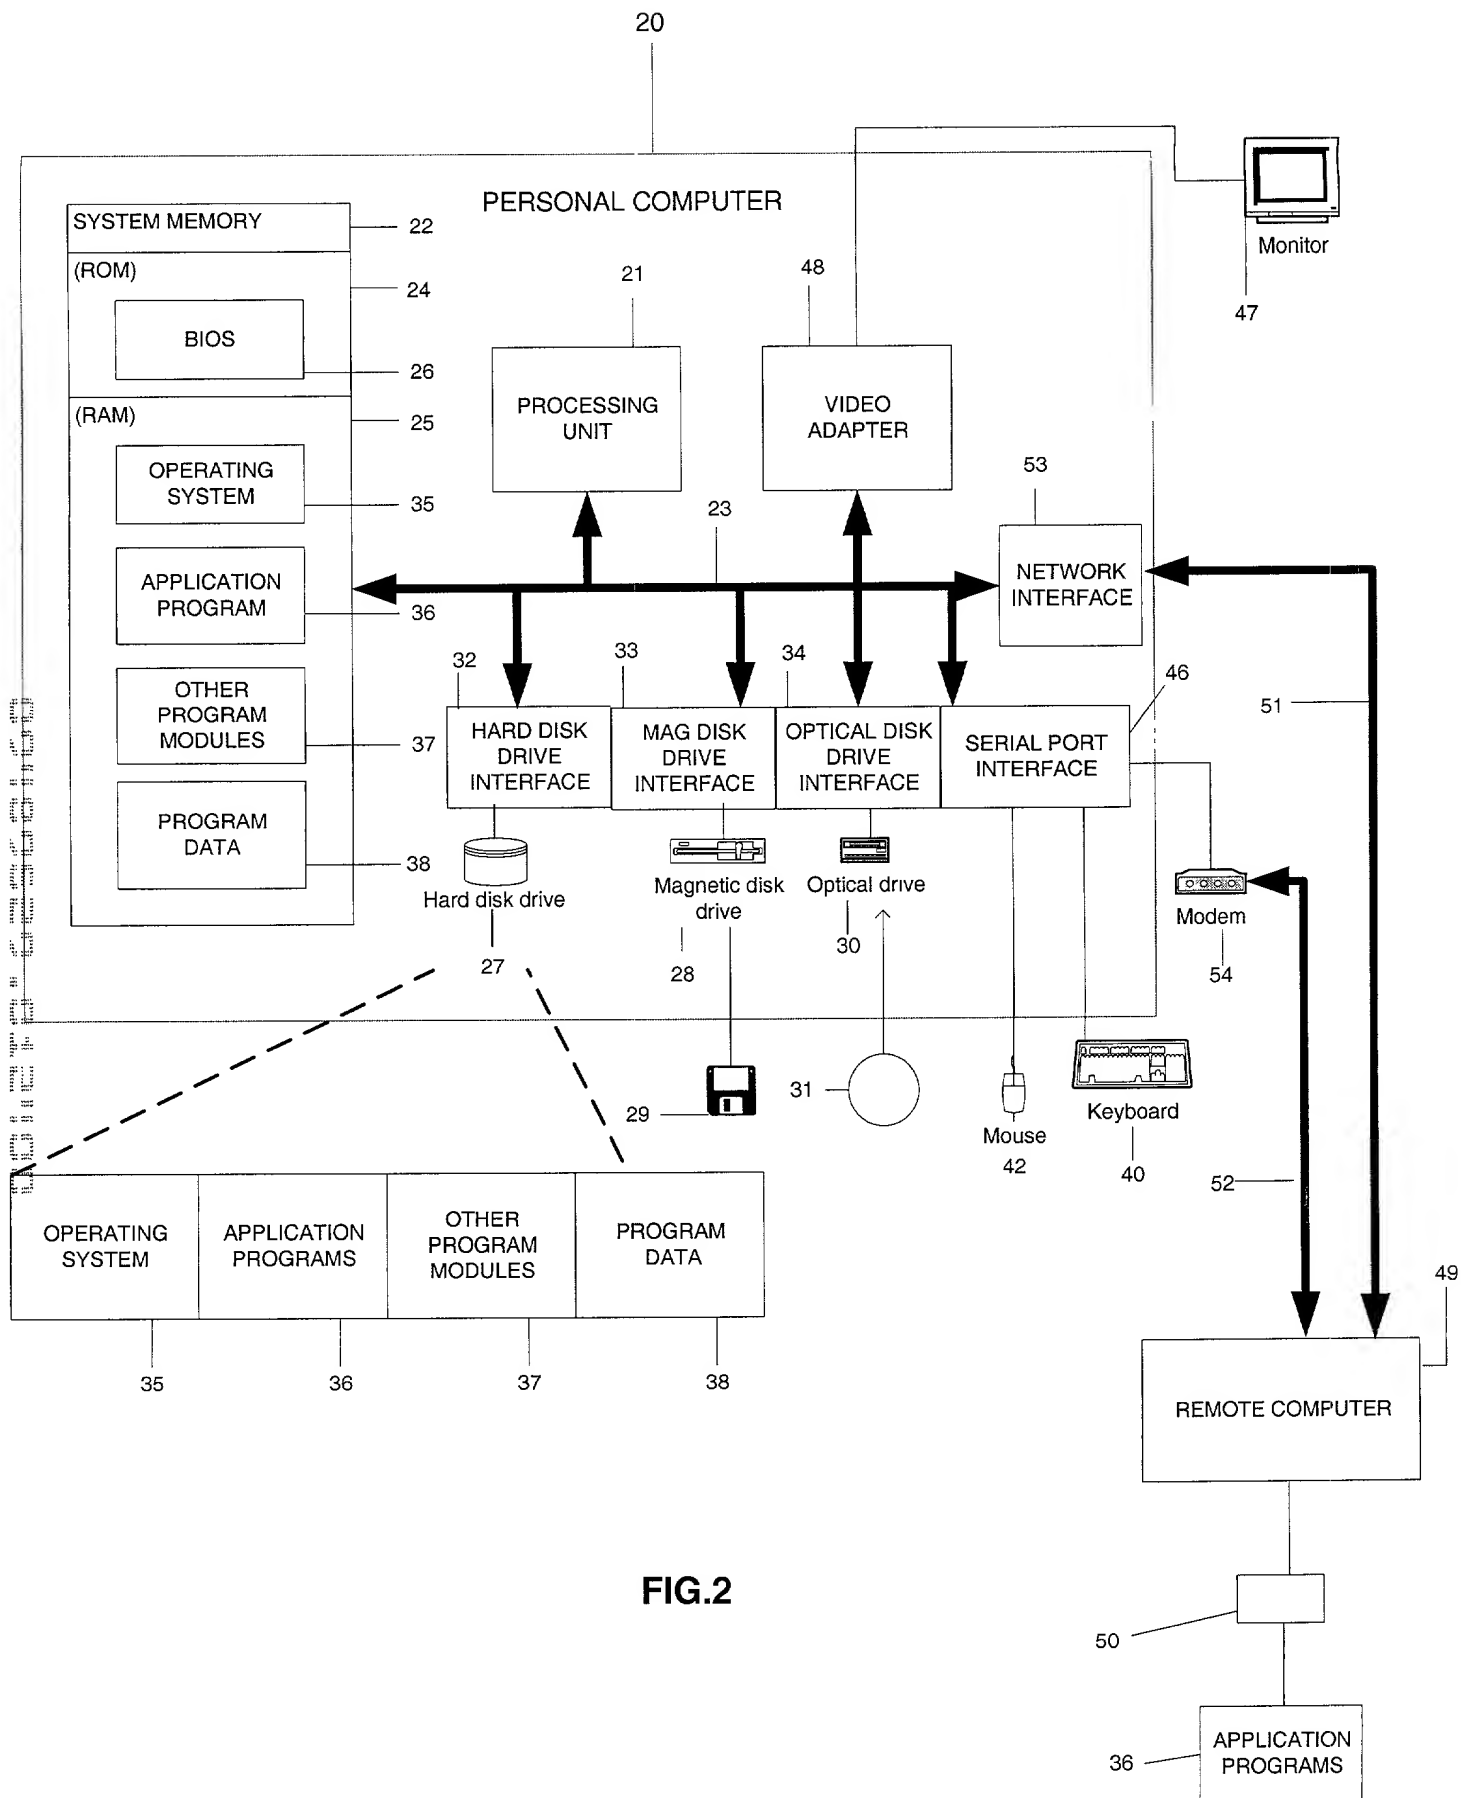 20
PERSONAL COMPUTER
SYSTEM MEMORY
22
(ROM)
24
BIOS
26
(RAM)
25
OPERATING
SYSTEM
35
APPLICATION
PROGRAM
36
OTHER
PROGRAM
MODULES
37
PROGRAM
DATA
38
21
PROCESSING
UNIT
48
VIDEO
ADAPTER
Monitor
47
23
53
NETWORK
INTERFACE
32
HARD DISK
DRIVE
INTERFACE
33
MAG DISK
DRIVE
INTERFACE
34
OPTICAL DISK
DRIVE
INTERFACE
46
SERIAL PORT
INTERFACE
51
Hard disk drive
27
Magnetic disk
drive
28
Optical drive
30
Modem
54
29
31
Mouse
42
Keyboard
40
52
OPERATING
SYSTEM
35
APPLICATION
PROGRAMS
36
OTHER
PROGRAM
MODULES
37
PROGRAM
DATA
38
49
REMOTE COMPUTER
50
36
APPLICATION
PROGRAMS
FIG.2